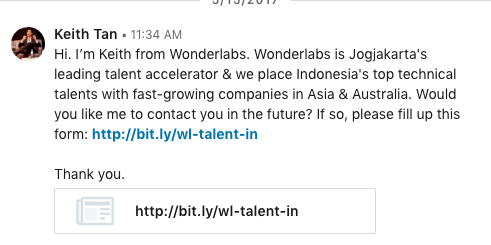 5/15/2017
Keith Tan • 11:34 AM
Hi. I’m Keith from Wonderlabs. Wonderlabs is Jogjakarta's
leading talent accelerator & we place Indonesia's top technical
talents with fast-growing companies in Asia & Australia. Would
you like me to contact you in the future? If so, please fill up this
form: http://bit.ly/wl-talent-in
Thank you.
http://bit.ly/wl-talent-in